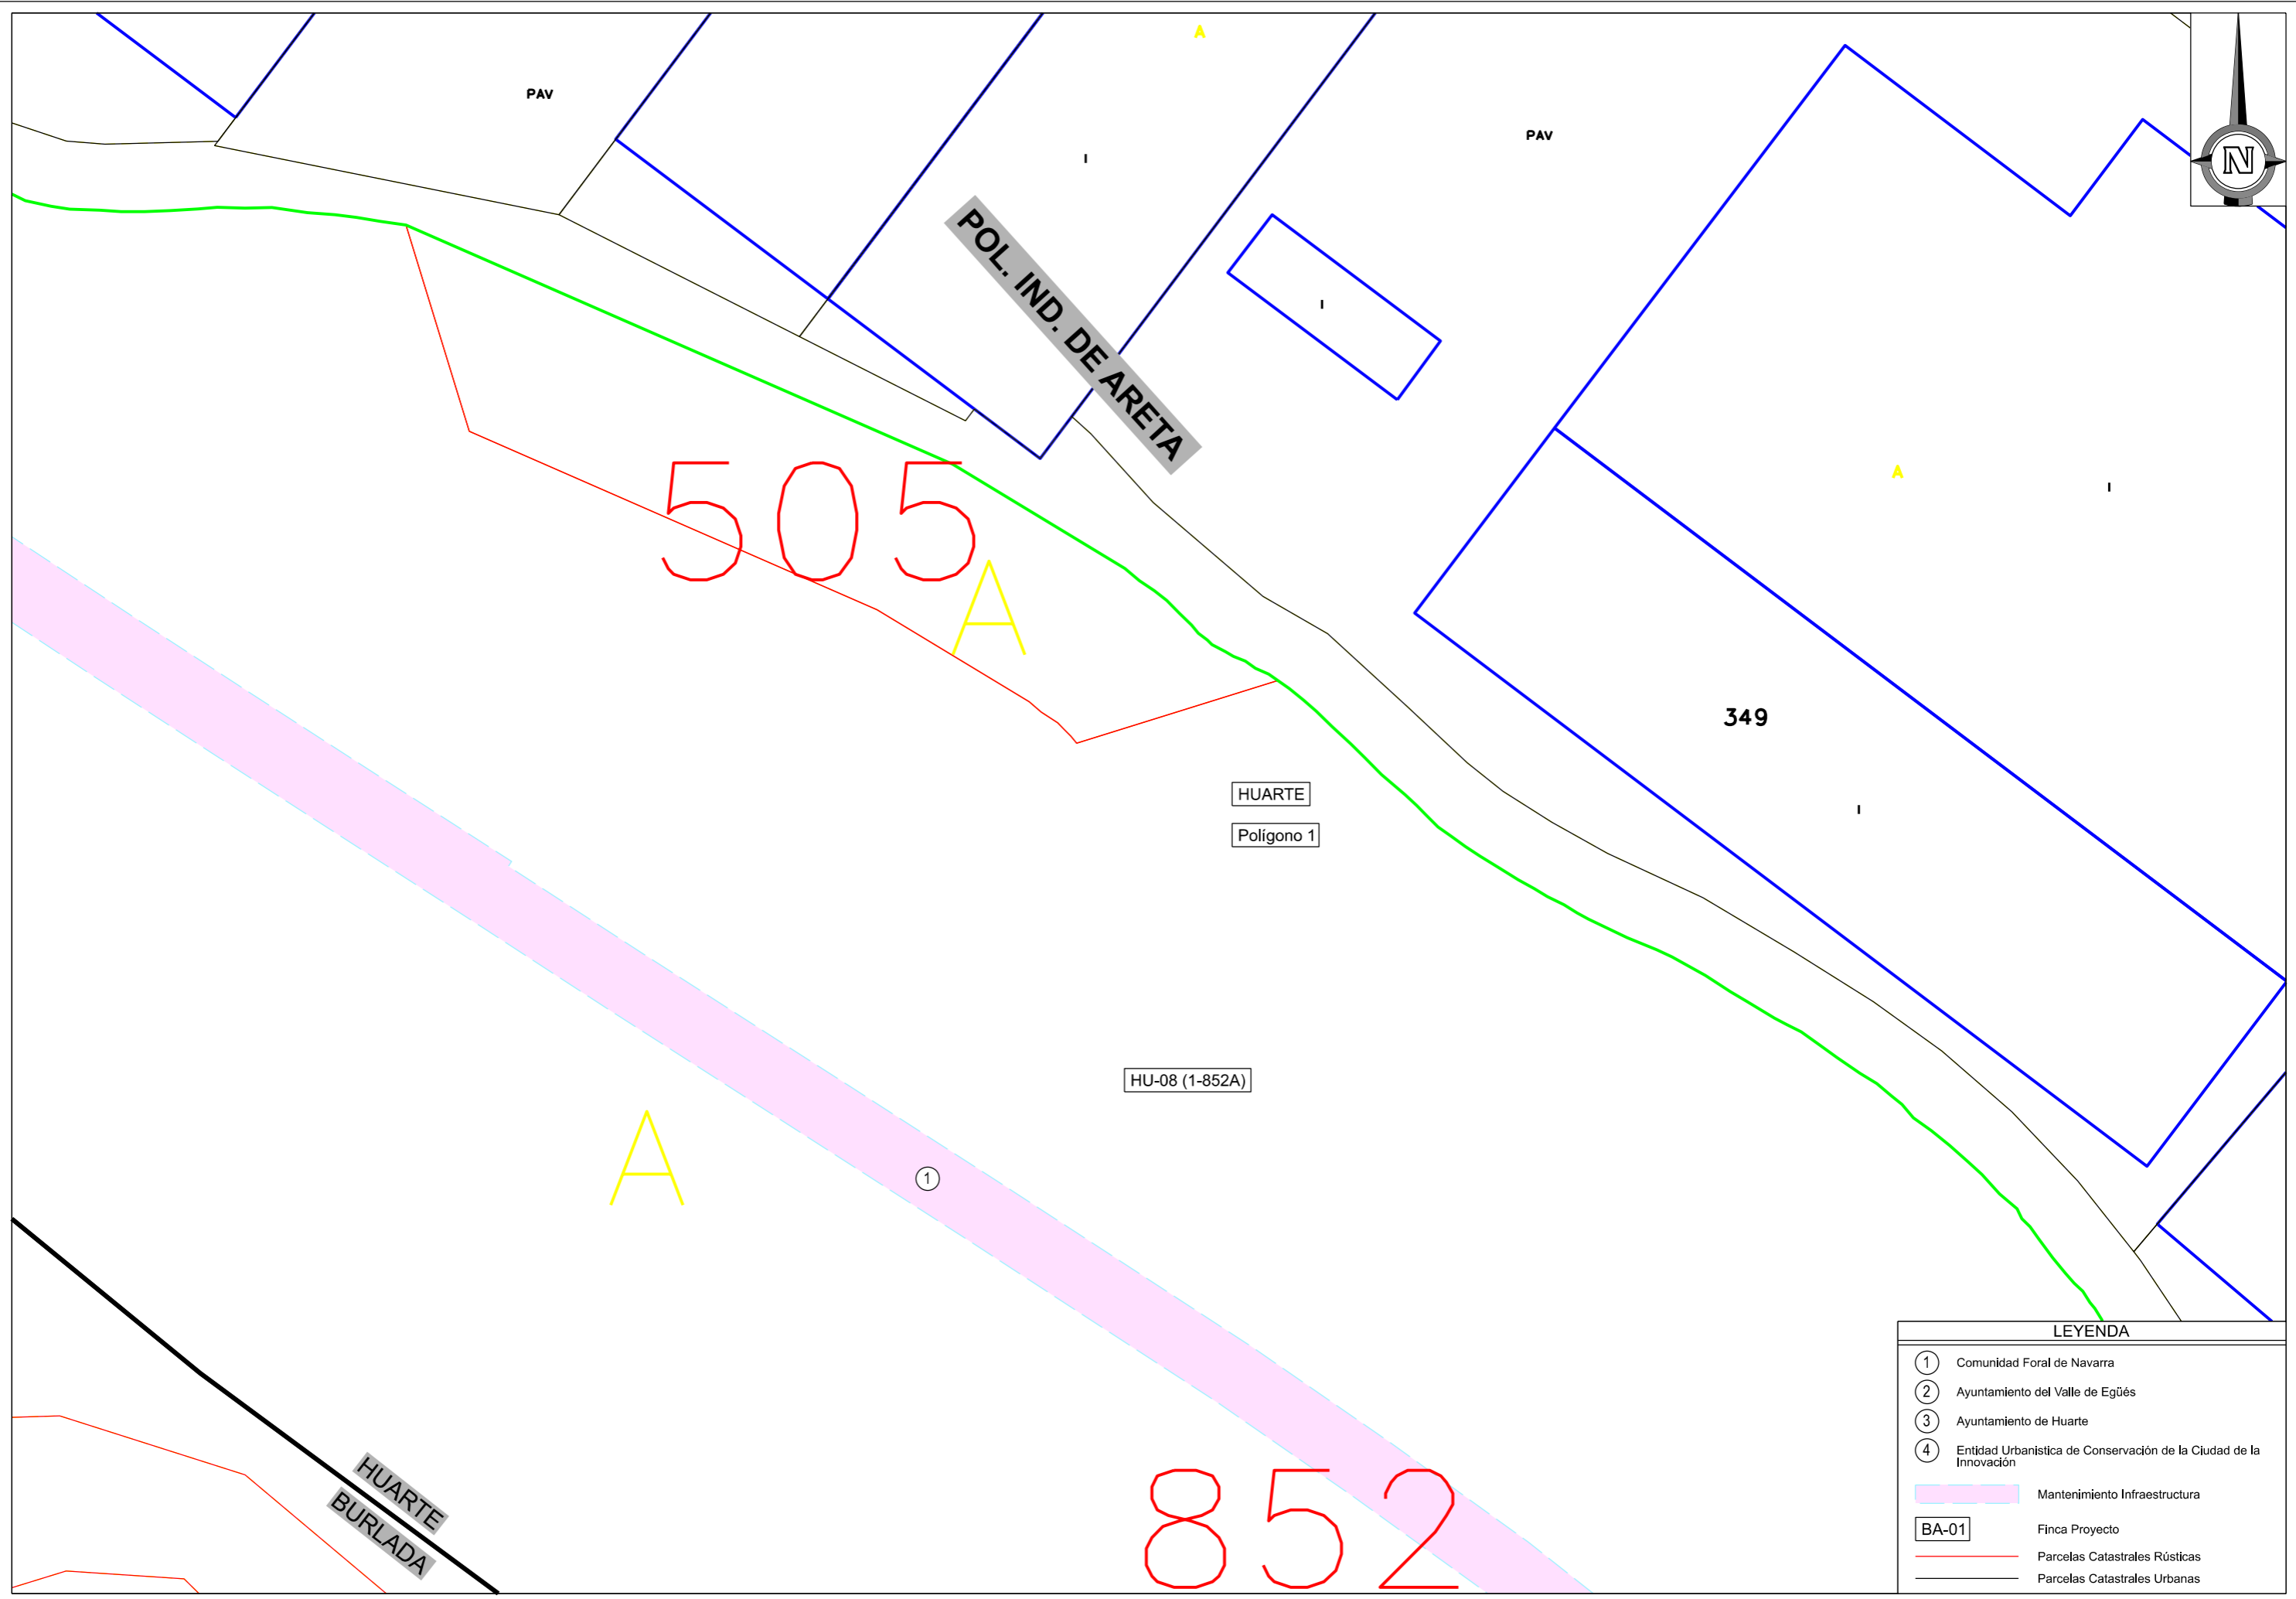 A
PAV
PAV
I
N
POL. IND. DE ARETA
I
505
A
I
A
349
HUARTE
I
Polígono 1
HU-08 (1-852A)
A
1
HUARTE
BURLADA
852
LEYENDA
1 Comunidad Foral de Navarra
2 Ayuntamiento del Valle de Egüés
3 Ayuntamiento de Huarte
4 Entidad Urbanistica de Conservación de la Ciudad de la
Innovación
Mantenimiento Infraestructura
BA-01 Finca Proyecto
Parcelas Catastrales Rústicas
Parcelas Catastrales Urbanas